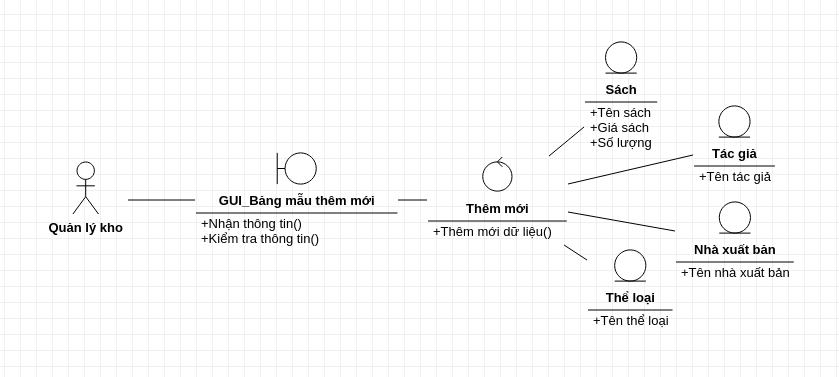 Quản lý kho
GUI_Bảng mẫu thêm mới
+Nhận thông tin()
+Kiểm tra thông tin()
Thêm mới
+Thêm mới dữ liệu()
Sách
+Tên sách
+Giá sách
+Số lượng
Tác giả
+Tên tác giả
Nhà xuất bản
+Tên nhà xuất bản
Thể loại
+Tên thể loại